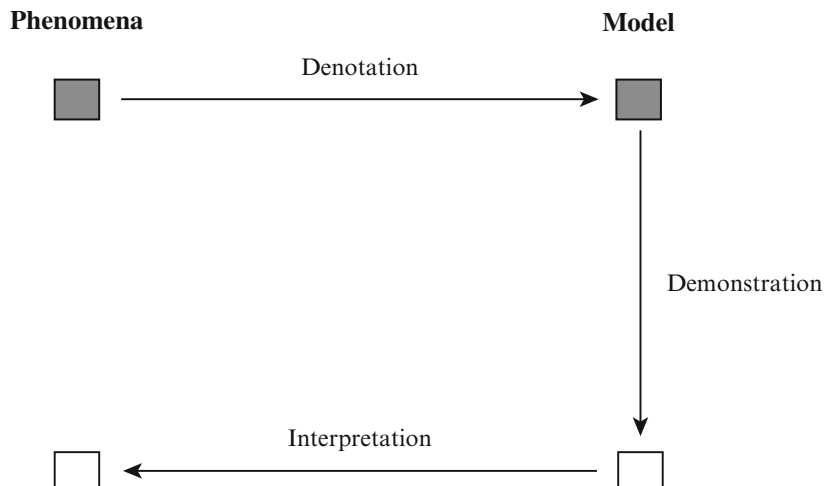 Phenomena
Model
Denotation
Demonstration
Interpretation